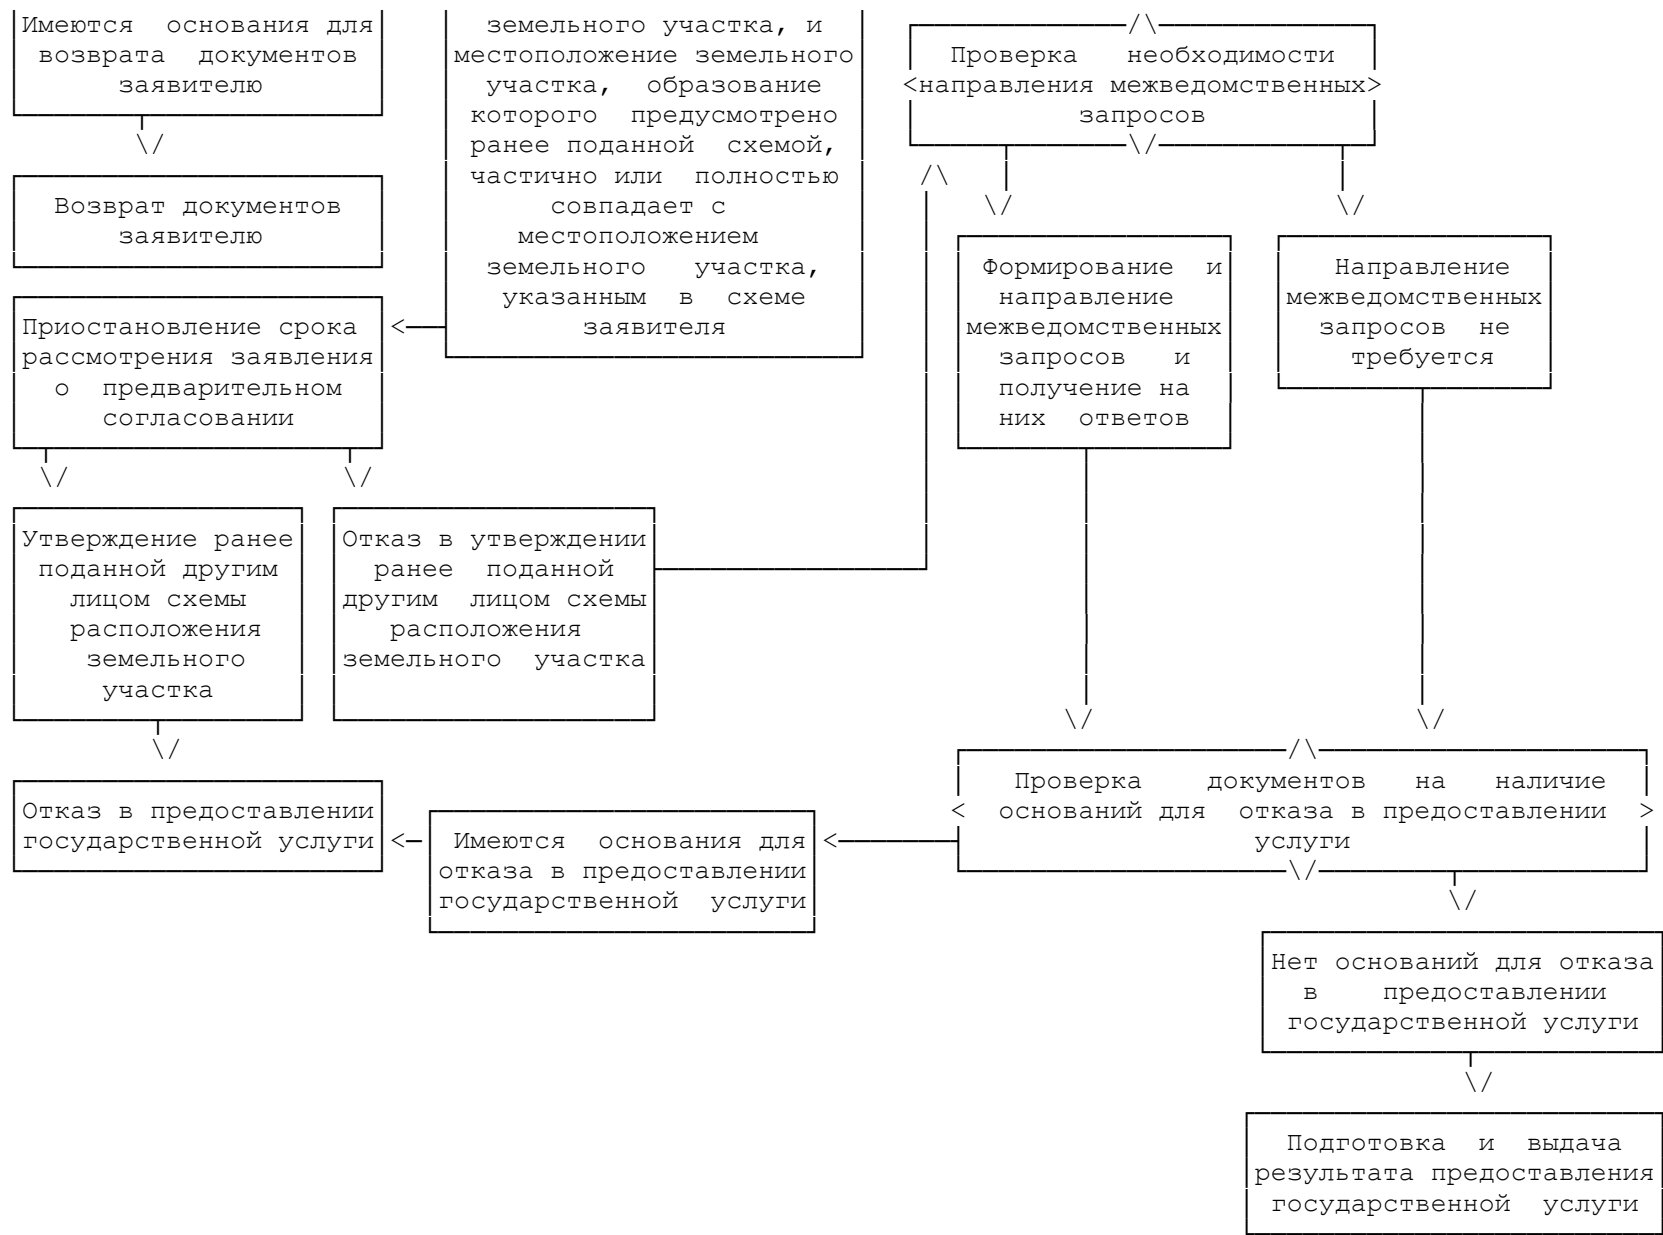 Имеются основания для
возврата документов
заявителю
Возврат документов
заявителю
земельного участка, и
местоположение земельного
участка, образование
которого предусмотрено
ранее поданной схемой,
частично или полностью
совпадает с
местоположением
земельного участка,
указанным в схеме
заявителя
Проверка необходимости
<направления межведомственных>
запросов
Формирование и
направление
межведомственных
запросов и
получение на
них ответов
Направление
межведомственных
запросов не
требуется
Приостановление срока
рассмотрения заявления
о предварительном
согласовании
Утверждение ранее
поданной другим
лицом схемы
расположения
земельного
участка
Отказ в утверждении
ранее поданной
другим лицом схемы
расположения
земельного участка
Проверка документов на наличие
< оснований для отказа в предоставлении >
услуги
Отказ в предоставлении
государственной услуги
Имеются основания для
отказа в предоставлении
государственной услуги
Нет оснований для отказа
в предоставлении
государственной услуги
Подготовка и выдача
результата предоставления
государственной услуги